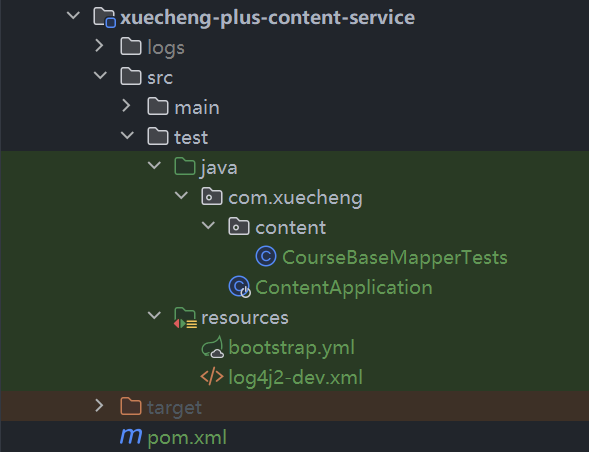 xuecheng-plus-content-service
logs
src
main
test
java
com.xuecheng
content
CourseBaseMapperTests
ContentApplication
resources
bootstrap.yml
log4j2-dev.xml
target
pom.xml